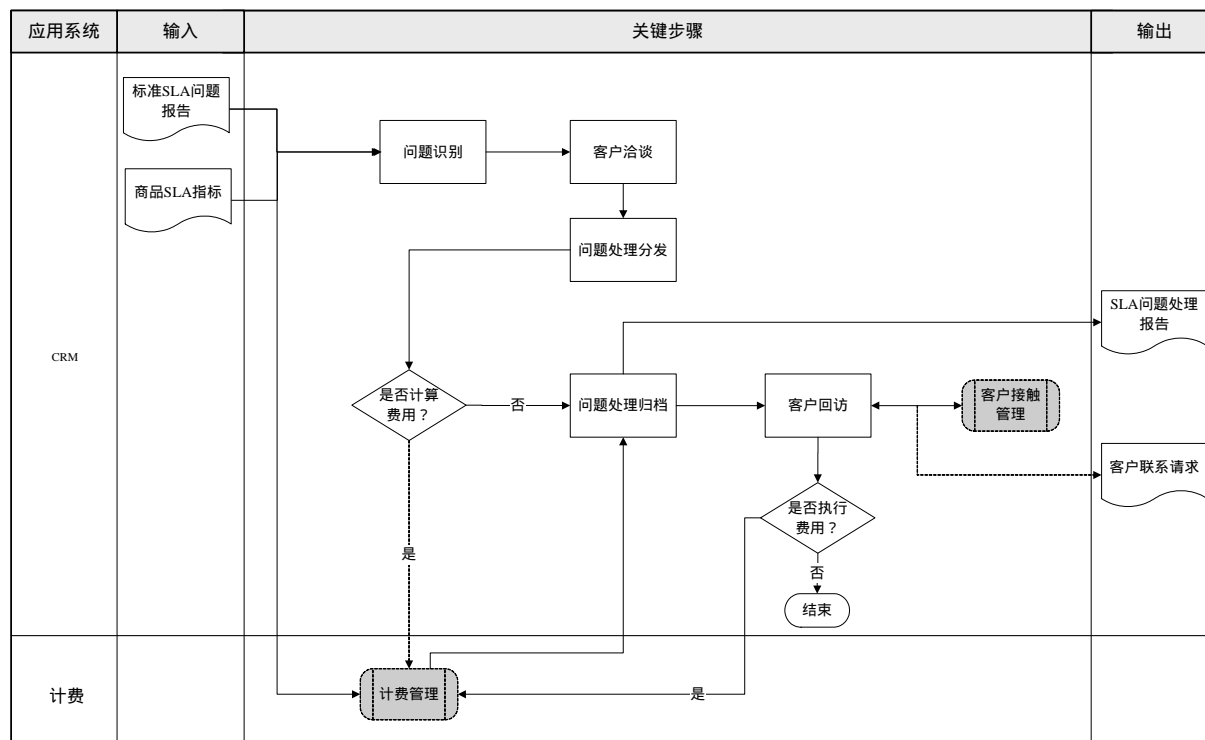 应用系统
输入
关键步骤
输出
标准SLA问题
报告
商品SLA指标
问题识别
客户洽谈
问题处理分发
SLA问题处理
报告
CRM
是否计算
费用？
否
问题处理归档
客户回访
客户接触
管理
客户联系请求
是否执行
费用？
是
否
结束
计费
计费管理
是